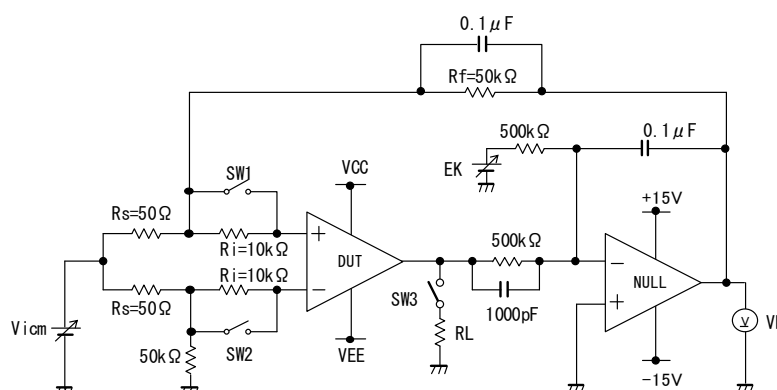 0.1μF
Rf=50kΩ
500kΩ
0.1μF
EK
SW1
VCC
+15V
Rs=50Ω
Ri=10kΩ
+
DUT
500kΩ
−
NULL
Ri=10kΩ
−
+
Rs=50Ω
SW3
1000pF
Vicm
SW2
V
50kΩ
VEE
RL
−15V